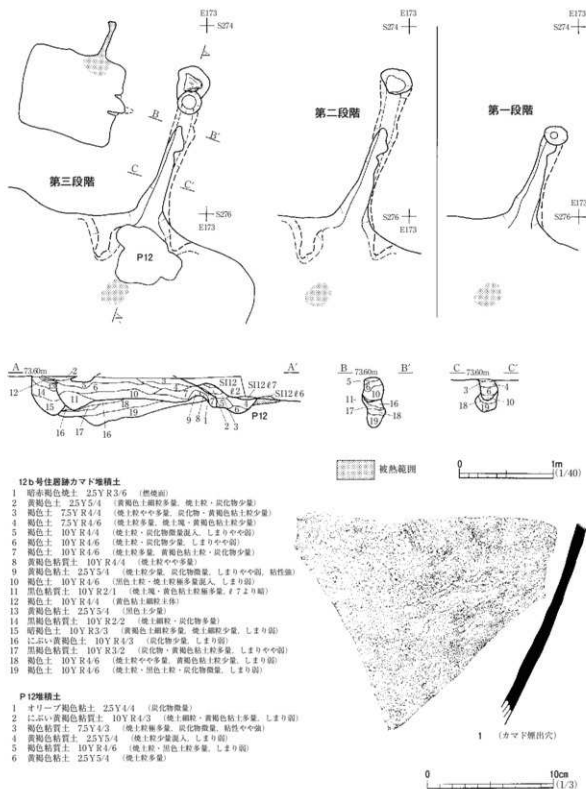 E173
S274
A
B
B'
C
C'
第三段階
S276
E173
P12
E173
S274
第二段階
E173
S274
第一段階
E173
S276
A 73.60m A'
SI12 ℓ2
SI12ℓ7
SI12ℓ6
P12
B 73.60m B'
C 73.60m C'
被熱範囲
0 1m
(1/40)
12b号住居跡カマド堆積土
1 暗赤褐色焼土 2.5YR3/6 (燃焼面)
2 黄褐色土 2.5Y5/4 (黄褐色土細粒多量、焼土粒・炭化物少量)
3 褐色土 7.5YR4/4 (焼土粒やや多量、炭化物・黄褐色粘土粒少量)
4 褐色土 7.5YR4/6 (焼土粒多量、焼土塊・黄褐色粘土粒少量)
5 褐色土 10YR4/4 (焼土粒・炭化物微量混入、しまりやや弱)
6 褐色土 10YR4/6 (焼土粒少量、炭化物少量、しまりやや弱)
7 褐色土 10YR4/6 (焼土粒多量、黄褐色粘土粒・炭化物少量)
8 黄褐色粘質土 10YR4/4 (焼土粒やや多量)
9 黄褐色粘質土 2.5Y5/4 (焼土粒少量、炭化物微量、しまりやや弱、粘性強)
10 褐色土 10YR4/6 (黒色土粒・焼土粒極多量混入、しまり弱)
11 黒色粘質土 10YR2/1 (焼土塊・黄色粘土粒極多量、ℓ7より暗)
12 褐色土 10YR4/4 (黄色粘土細粒主体)
13 黄褐色粘土 2.5Y5/4 (黒色土少量)
14 黒褐色粘質土 10YR2/2 (焼土細粒・炭化物多量)
15 暗褐色土 10YR3/3 (黄褐色土細粒多量、焼土粒少量、しまり弱)
16 にぶい黄褐色土 10YR4/3 (炭化物少量、しまり弱)
17 黒褐色粘質土 10YR3/2 (炭化物・黄褐色粘土粒多量、しまりやや弱)
18 褐色土 10YR4/6 (焼土粒やや多量、黄褐色粘土粒少量、しまり弱)
19 褐色土 10YR4/6 (焼土粒・黒色土粒・炭化物微量、しまり弱)
P12堆積土
1 オリーブ褐色粘土 2.5Y4/4 (炭化物微量)
2 にぶい黄褐色粘質土 10YR4/3 (焼土細粒・黄褐色粘土多量、しまり弱)
3 褐色粘質土 7.5Y4/3 (焼土粒極多量、炭化物微量、粘性やや強)
4 黄褐色粘質土 2.5Y5/4 (焼土粒少量混入、しまり弱)
5 褐色粘質土 10YR4/6 (焼土粒・黒色土粒多量、しまり弱)
6 黄褐色粘土 2.5Y5/4 (焼土粒多量)
1 (カマド煙出穴)
0 10cm
(1/3)